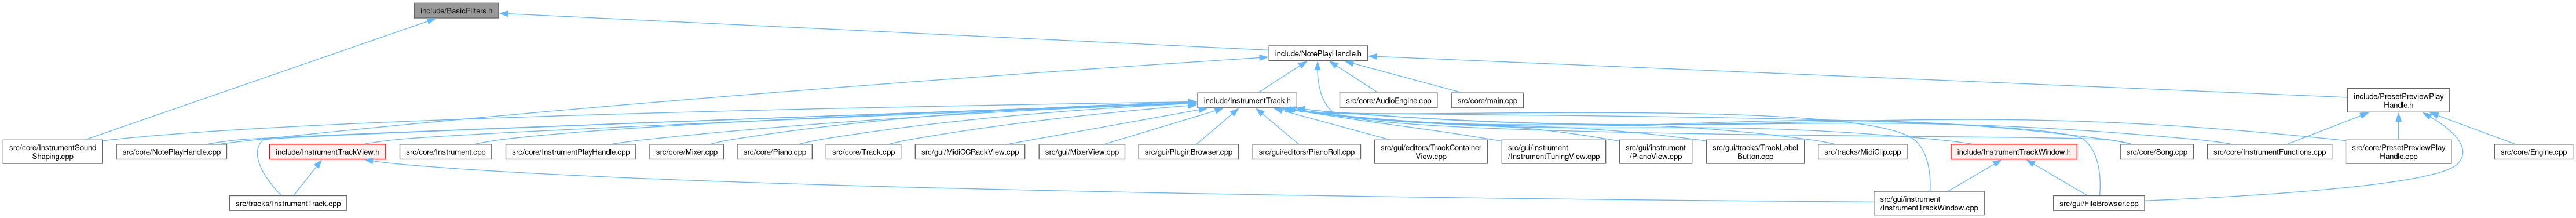 include/BasicFilters.h
include/NotePlayHandle.h
include/InstrumentTrack.h
src/core/AudioEngine.cpp
src/core/main.cpp
include/PresetPreviewPlay
Handle.h
src/core/InstrumentSound
Shaping.cpp
src/core/NotePlayHandle.cpp
include/InstrumentTrackView.h
src/core/Instrument.cpp
src/core/InstrumentPlayHandle.cpp
src/core/Mixer.cpp
src/core/Piano.cpp
src/core/Track.cpp
src/gui/MidiCCRackView.cpp
src/gui/MixerView.cpp
src/gui/PluginBrowser.cpp
src/gui/editors/PianoRoll.cpp
src/gui/editors/TrackContainer
View.cpp
src/gui/instrument
/InstrumentTuningView.cpp
src/gui/instrument
/PianoView.cpp
src/gui/tracks/TrackLabel
Button.cpp
src/tracks/MidiClip.cpp
include/InstrumentTrackWindow.h
src/core/Song.cpp
src/core/InstrumentFunctions.cpp
src/core/PresetPreviewPlay
Handle.cpp
src/core/Engine.cpp
src/tracks/InstrumentTrack.cpp
src/gui/instrument
/InstrumentTrackWindow.cpp
src/gui/FileBrowser.cpp